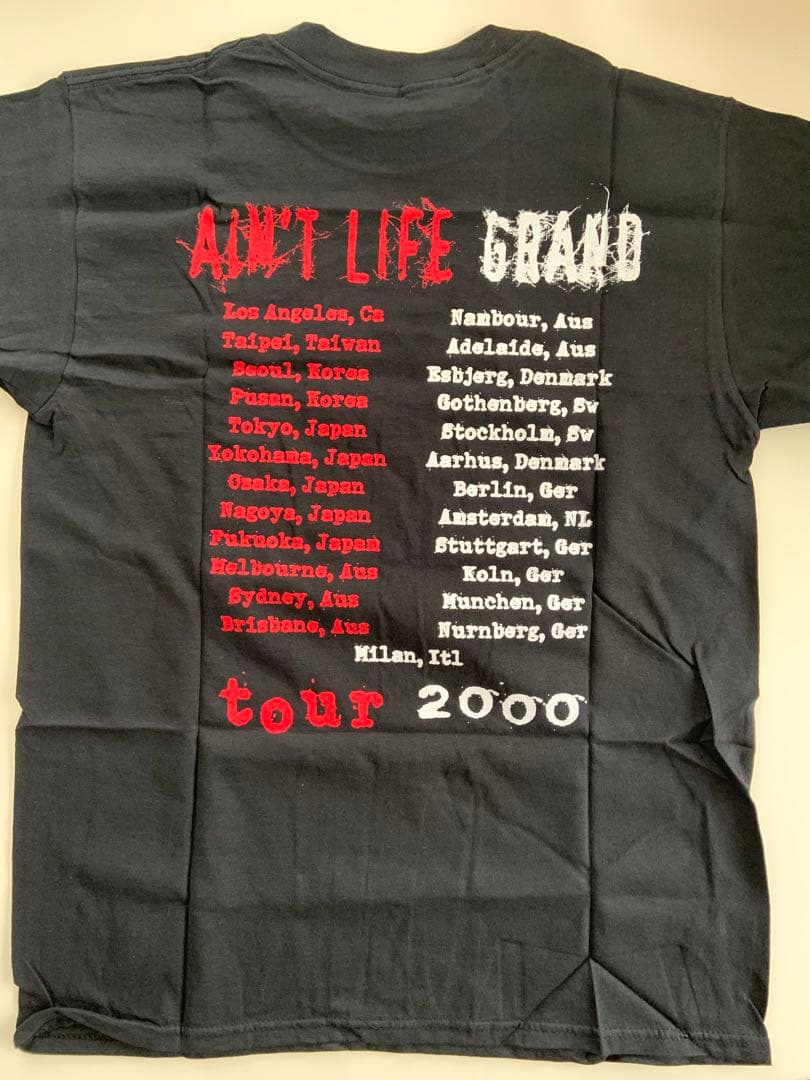 AIN'T LIFE GRAND
Los Angeles, Ca
Taipei, Taiwan
Seoul, Korea
Pusan, Korea
Tokyo, Japan
Yokohama, Japan
Osaka, Japan
Nagoya, Japan
Fukuoka, Japan
Melbourne, Aus
Sydney, Aus
Brisbane, Aus
Nambour, Aus
Adelaide, Aus
Esbjerg, Denmark
Gothenberg, Sw
Stockholm, Sw
Aarhus, Denmark
Berlin, Ger
Amsterdam, NL
Stuttgart, Ger
Koln, Ger
Munchen, Ger
Nurnberg, Ger
Milan, Itl
tour 2000